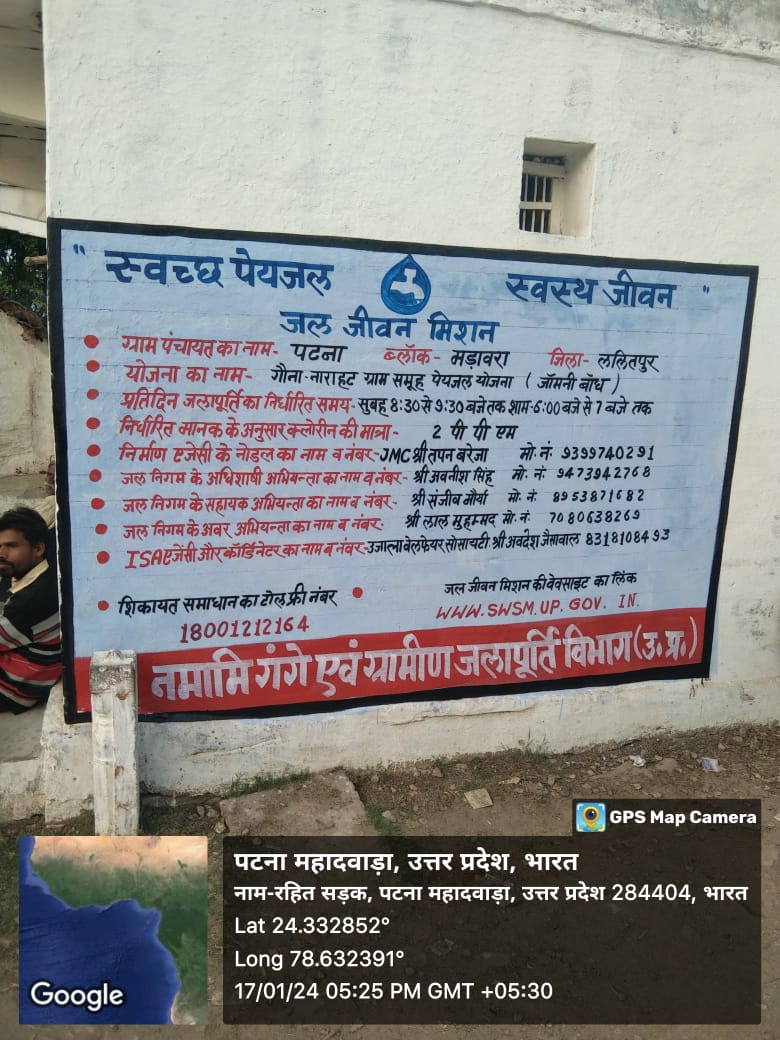 " स्वच्छ पेयजल स्वस्थ जीवन "
जल जीवन मिशन
ग्राम पंचायत का नाम- पटना ब्लॉक- मड़ावरा जिला- ललितपुर
योजना का नाम- गौना-नाराहट ग्राम समूह पेयजल योजना ( जॉमनी बाँध )
प्रतिदिन जलापूर्ति का निर्धारित समय- सुबह 8:30 से 9:30 बजे तक शाम-6:00 बजे से 7 बजे तक
निर्धारित मानक के अनुसार क्लोरीन की मात्रा- 2 पी पी एम
निर्माण एजेंसी के नोडल का नाम व नंबर- JMC श्री तपन बरेजा मो. नं. 9399740291
जल निगम के अधिशाषी अभियन्ता का नाम व नंबर- श्री अवनीश सिंह मो. नं. 9473942768
जल निगम के सहायक अभियन्ता का नाम व नंबर- श्री संजीव मौर्या मो. नं. 8953871682
जल निगम के अवर अभियन्ता का नाम व नंबर- श्री लाल मुहम्मद मो. नं. 7080638269
ISA एजेंसी और कॉर्डिनेटर का नाम व नंबर- उजाला वेलफेयर सोसायटी श्री अवदेश जैसवाल 8318108493
शिकायत समाधान का टोल फ्री नंबर
18001212164
जल जीवन मिशन की वेवसाइट का लिंक
WWW.SWSM.UP.GOV.IN.
नमामि गंगे एवं ग्रामीण जलापूर्ति विभाग (उ.प्र.)
GPS Map Camera
पटना महादवाड़ा, उत्तर प्रदेश, भारत
नाम-रहित सड़क, पटना महादवाड़ा, उत्तर प्रदेश 284404, भारत
Lat 24.332852°
Long 78.632391°
17/01/24 05:25 PM GMT +05:30
Google